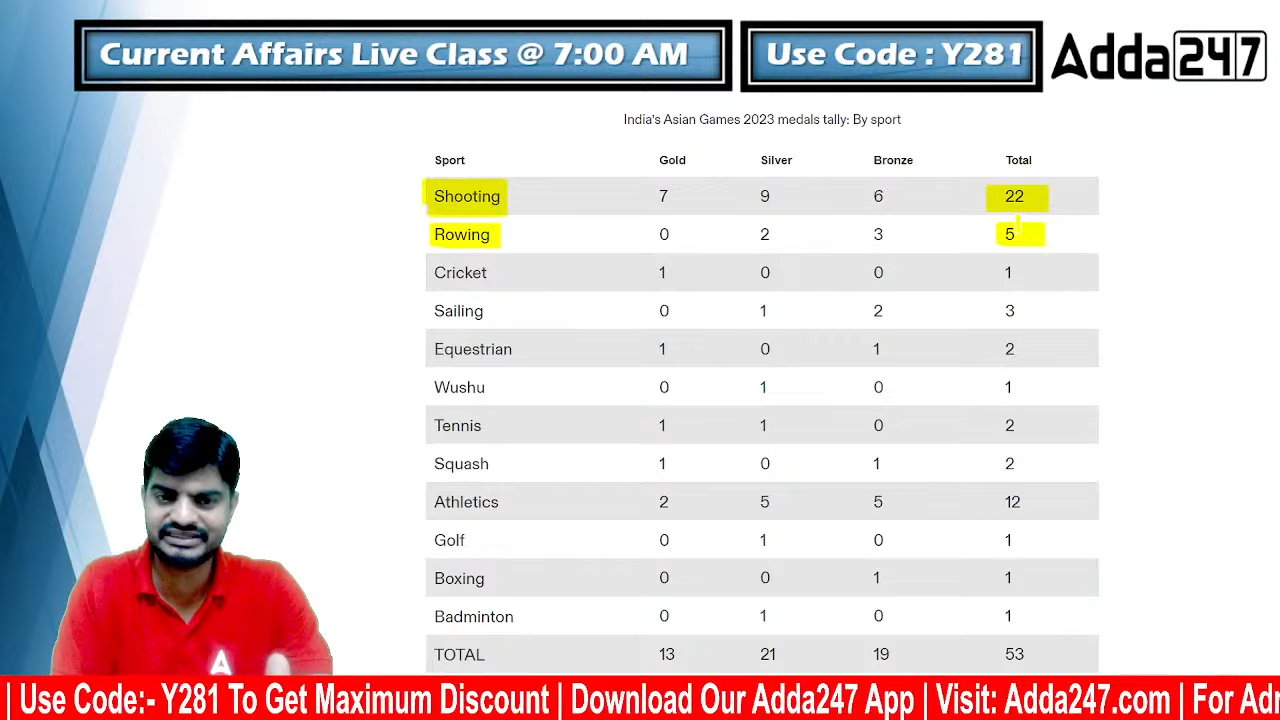 Current Affairs Live Class @ 7:00 AM
Use Code : Y281
Adda247
India's Asian Games 2023 medals tally: By sport
Sport Gold Silver Bronze Total
Shooting 7 9 6 22
Rowing 0 2 3 5
Cricket 1 0 0 1
Sailing 0 1 2 3
Equestrian 1 0 1 2
Wushu 0 1 0 1
Tennis 1 1 0 2
Squash 1 0 1 2
Athletics 2 5 5 12
Golf 0 1 0 1
Boxing 0 0 1 1
Badminton 0 1 0 1
TOTAL 13 21 19 53
| Use Code:- Y281 To Get Maximum Discount | Download Our Adda247 App | Visit: Adda247.com | For